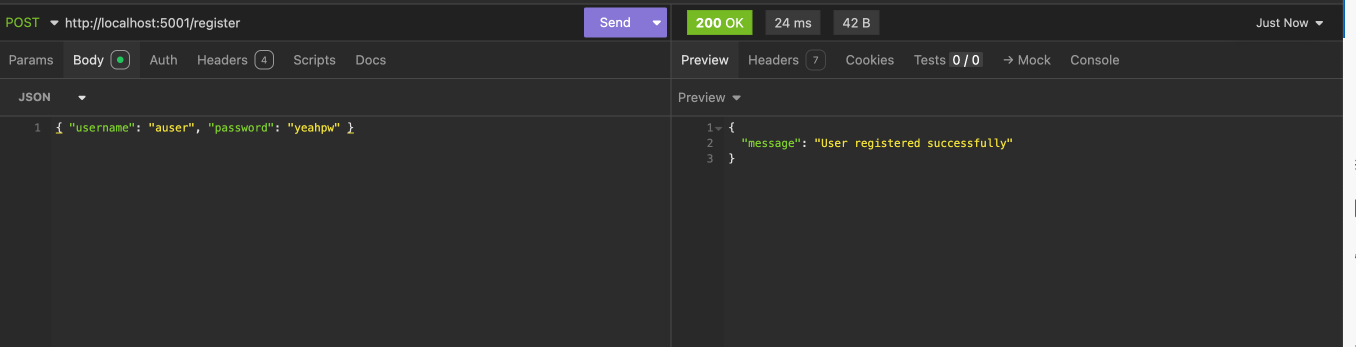 POST http://localhost:5001/register Send 200 OK 24 ms 42 B Just Now
Params Body Auth Headers 4 Scripts Docs Preview Headers 7 Cookies Tests 0 / 0 → Mock Console
JSON Preview
1 { "username": "auser", "password": "yeahpw" }
1 {
2 "message": "User registered successfully"
3 }